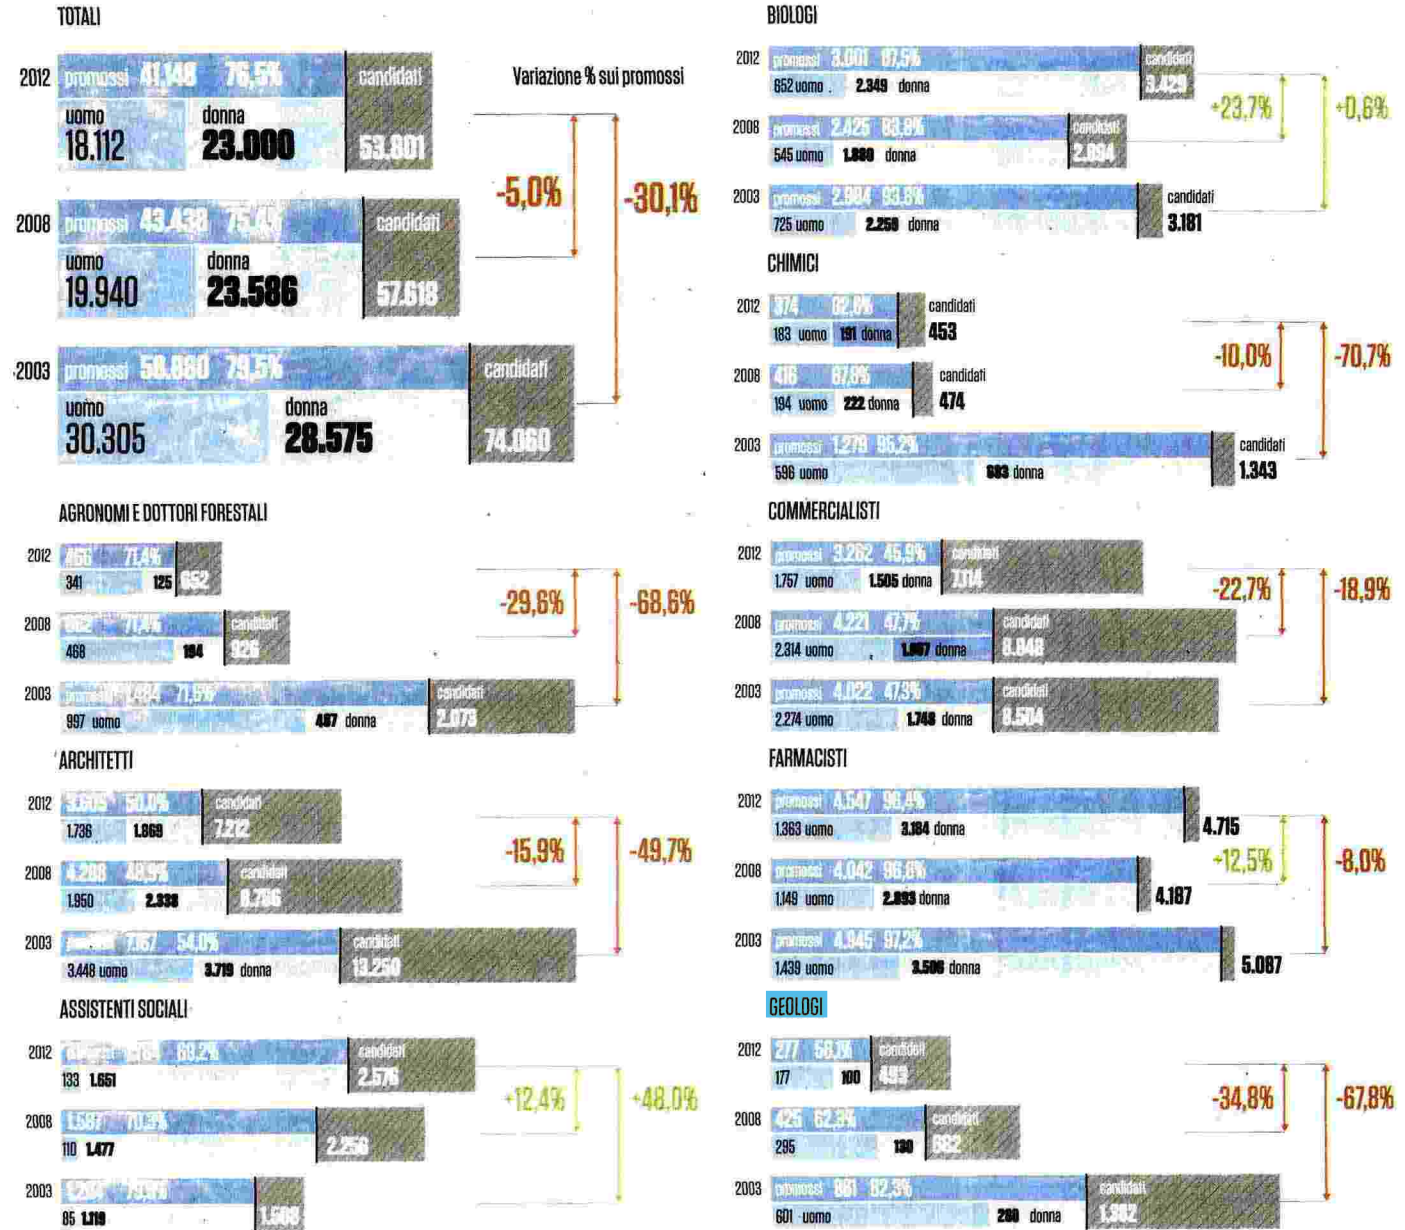 TOTALI
2012 promossi 41.148 76,5% candidati
uomo donna
18.112 23.000 53.801
Variazione % sui promossi
-5,0% -30,1%
2008 promossi 43.438 75,4% candidati
uomo donna
19.940 23.586 57.618
2003 promossi 58.880 79,5% candidati
uomo donna
30.305 28.575 74.060
AGRONOMI E DOTTORI FORESTALI
2012 466 71,4%
341 125 652
-29,6% -68,6%
2008 662 71,4% candidati
468 194 926
2003 1.484 71,6% candidati
997 uomo 487 donna 2.073
ARCHITETTI
2012 3.605 50,0% candidati
1.736 1.869 7.212
-15,9% -49,7%
2008 4.288 48,9% candidati
1.950 2.338 8.766
2003 7.167 54,0% candidati
3.448 uomo 3.719 donna 13.260
ASSISTENTI SOCIALI
2012 69,2% candidati
133 1.651 2.576
+12,4% +48,0%
2008 1.587 70,3%
110 1.477 2.256
2003
85 1.119
BIOLOGI
2012 promossi 3.001 87,5% candidati
652 uomo 2.349 donna 3.429
+23,7% +0,6%
2008 promossi 2.425 83,8% candidati
545 uomo 1.880 donna 2.894
2003 promossi 2.984 93,8% candidati
725 uomo 2.259 donna 3.181
CHIMICI
2012 374 82,6% candidati
183 uomo 191 donna 453
-10,0% -70,7%
2008 416 87,8% candidati
194 uomo 222 donna 474
2003 promossi 1.279 95,2% candidati
596 uomo 683 donna 1.343
COMMERCIALISTI
2012 promossi 3.262 45,9% candidati
1.757 uomo 1.505 donna 7.114
-22,7% -18,9%
2008 promossi 4.221 47,7% candidati
2.314 uomo 1.907 donna 8.848
2003 promossi 4.022 47,3% candidati
2.274 uomo 1.748 donna 8.504
FARMACISTI
2012 promossi 4.547 96,4%
1.363 uomo 3.184 donna 4.715
+12,5% -8,0%
2008 promossi 4.042 96,6%
1.149 uomo 2.893 donna 4.187
2003 promossi 4.945 97,2%
1.439 uomo 3.506 donna 5.087
GEOLOGI
2012 277 56,1% candidati
177 100 493
-34,8% -67,8%
2008 425 62,3% candidati
295 130 682
2003 promossi 861 candidati
601 uomo 260 donna